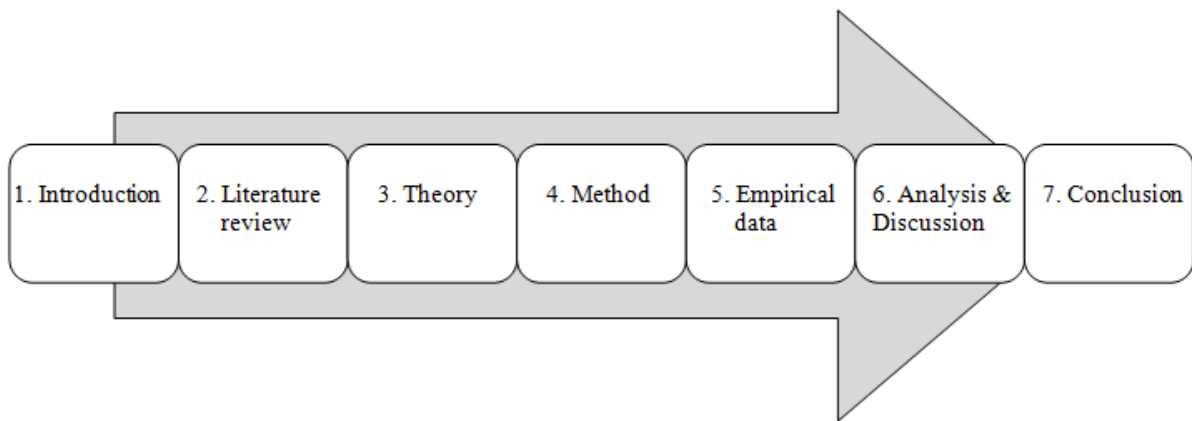 1. Introduction
2. Literature
review
3. Theory
4. Method
5. Empirical
data
6. Analysis &
Discussion
7. Conclusion